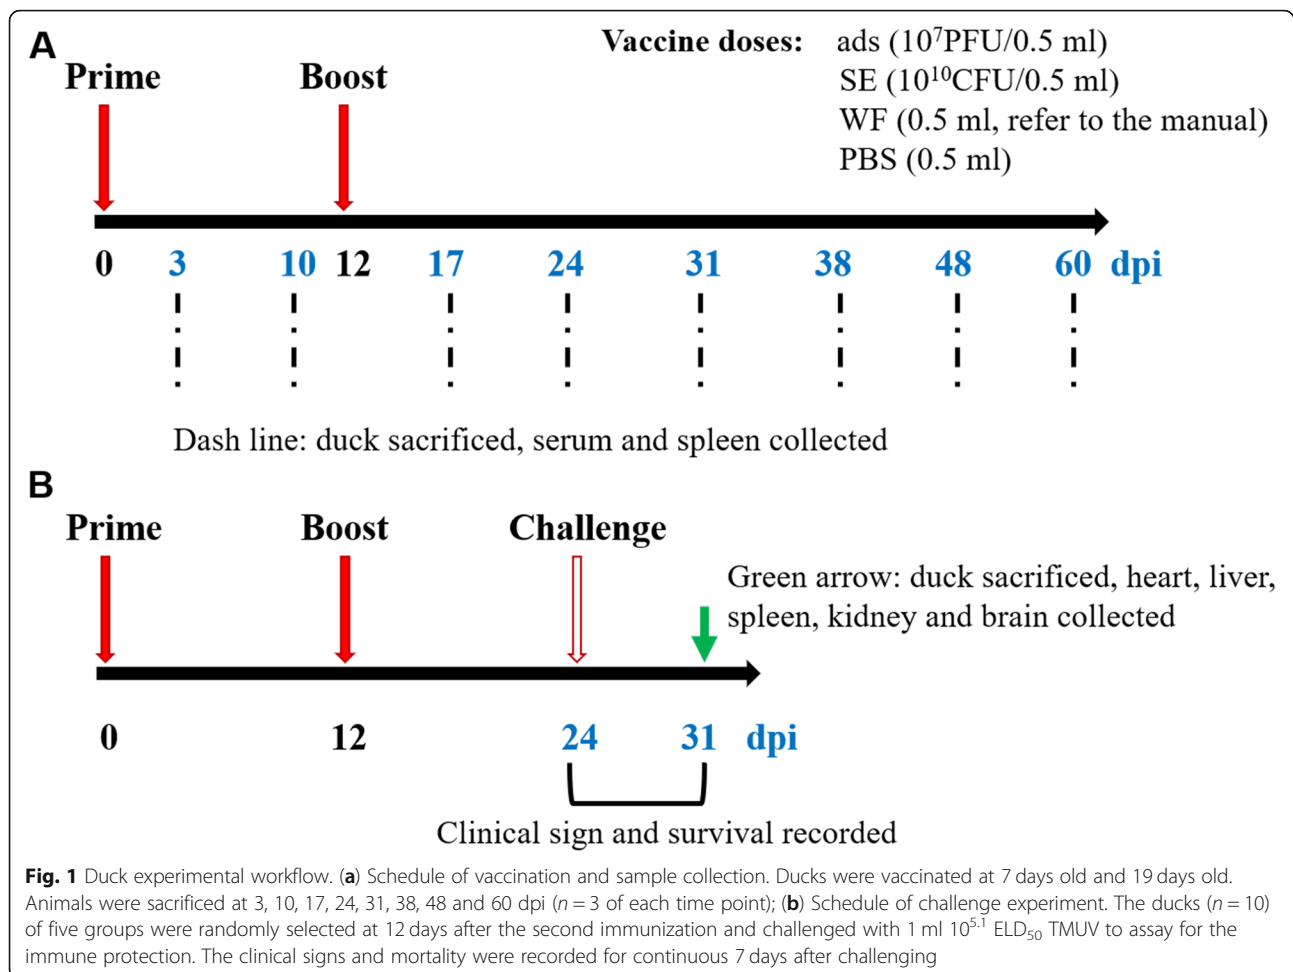 A
Prime
Boost
Vaccine doses: ads (10⁷PFU/0.5 ml)
SE (10¹⁰CFU/0.5 ml)
WF (0.5 ml, refer to the manual)
PBS (0.5 ml)
0 3 10 12 17 24 31 38 48 60 dpi
Dash line: duck sacrificed, serum and spleen collected
B
Prime
Boost
Challenge
Green arrow: duck sacrificed, heart, liver,
spleen, kidney and brain collected
0 12 24 31 dpi
Clinical sign and survival recorded
Fig. 1 Duck experimental workflow. (a) Schedule of vaccination and sample collection. Ducks were vaccinated at 7 days old and 19 days old.
Animals were sacrificed at 3, 10, 17, 24, 31, 38, 48 and 60 dpi (n = 3 of each time point); (b) Schedule of challenge experiment. The ducks (n = 10)
of five groups were randomly selected at 12 days after the second immunization and challenged with 1 ml 10⁵·¹ ELD₅₀ TMUV to assay for the
immune protection. The clinical signs and mortality were recorded for continuous 7 days after challenging